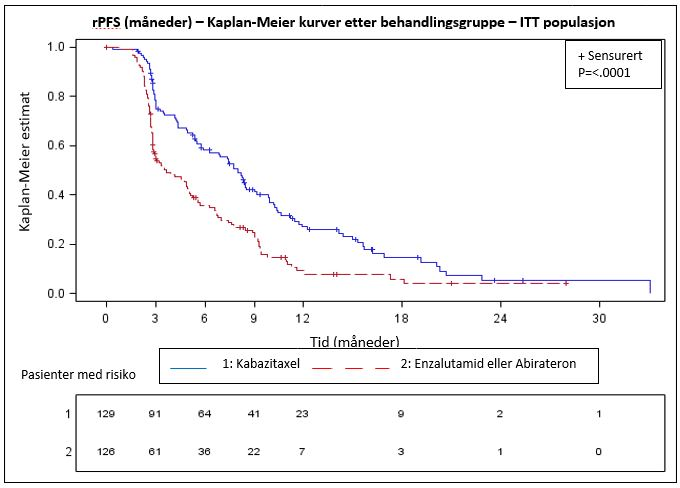 rPFS (måneder) – Kaplan-Meier kurver etter behandlingsgruppe – ITT populasjon
+ Sensurert
P=<.0001
Kaplan-Meier estimat
1.0
0.8
0.6
0.4
0.2
0.0
0 3 6 9 12 18 24 30
Tid (måneder)
1: Kabazitaxel 2: Enzalutamid eller Abirateron
Pasienter med risiko
1 129 91 64 41 23 9 2 1
2 126 61 36 22 7 3 1 0